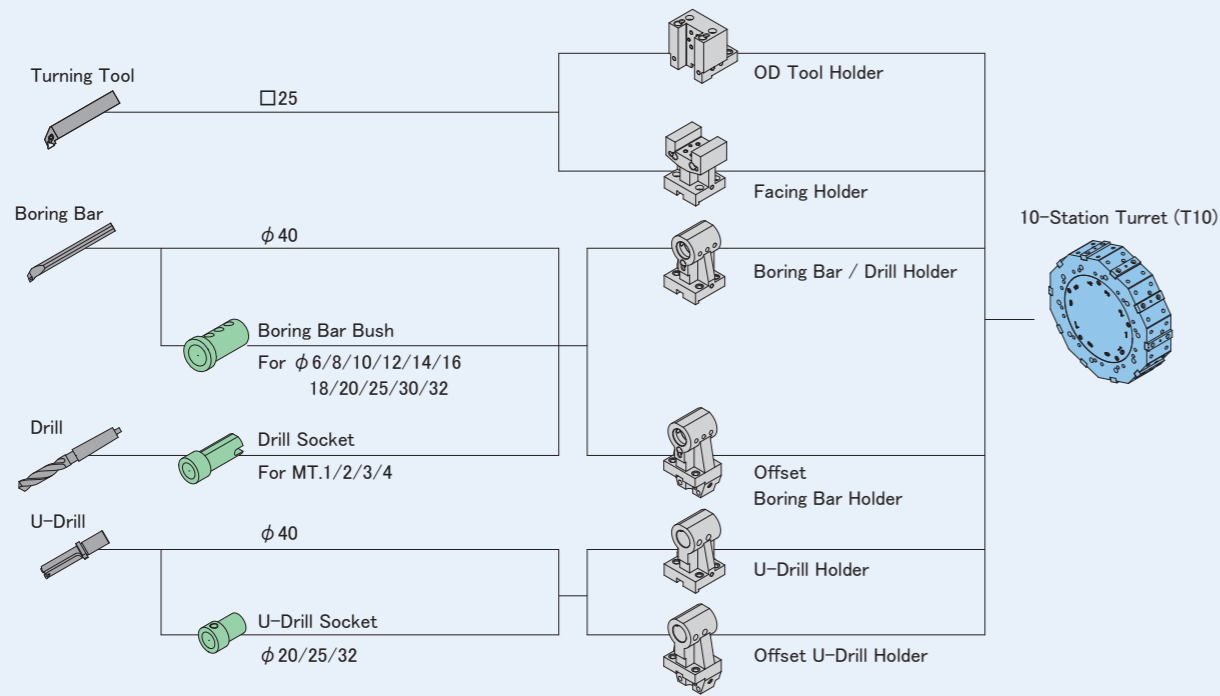 Turning Tool
□25
OD Tool Holder
Facing Holder
10-Station Turret (T10)
Boring Bar
φ40
Boring Bar / Drill Holder
Boring Bar Bush
For φ6/8/10/12/14/16
18/20/25/30/32
Drill
Drill Socket
For MT.1/2/3/4
Offset
Boring Bar Holder
U-Drill
φ40
U-Drill Holder
U-Drill Socket
φ20/25/32
Offset U-Drill Holder